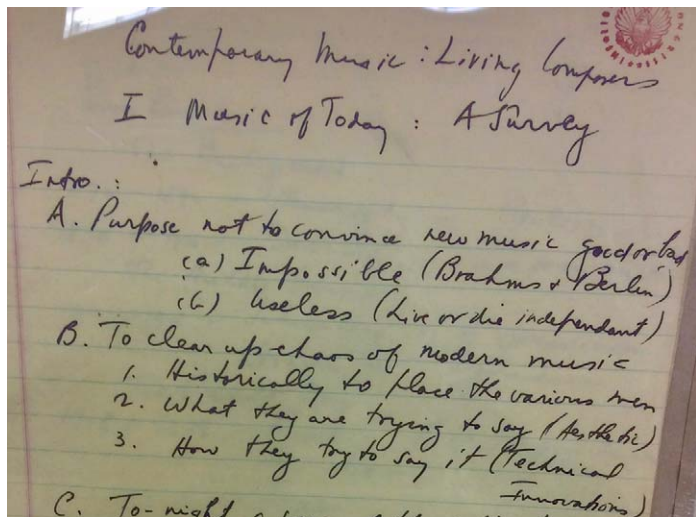 Contemporary Music : Living Composers
I Music of Today : A Survey
Intro. :
A. Purpose not to convince new music good or bad
(a) Impossible (Brahms + Berlin)
(b) Useless (Live or die independant)
B. To clear up chaos of modern music
1. Historically to place the various men
2. What they are trying to say (Aesthetic)
3. How they try to say it (Technical
Innovations)
C. To-night